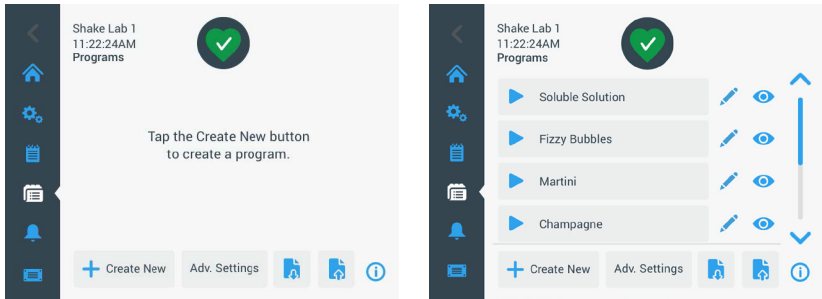 Shake Lab 1
11:22:24AM
Programs
Tap the Create New button
to create a program.
Create New
Adv. Settings
Shake Lab 1
11:22:24AM
Programs
Soluble Solution
Fizzy Bubbles
Martini
Champagne
Create New
Adv. Settings